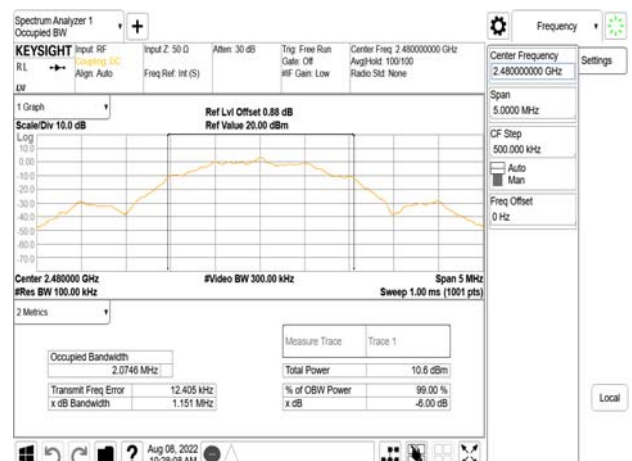 Spectrum Analyzer 1
Occupied BW
Frequency
KEYSIGHT
RL
Input: RF
Coupling: DC
Align: Auto
Input Z: 50 Ω
Freq Ref: Int (S)
Atten: 30 dB
Trig: Free Run
Gate: Off
#IF Gain: Low
Center Freq: 2.480000000 GHz
Avg|Hold: 100/100
Radio Std: None
LXI
1 Graph
Scale/Div 10.0 dB
Ref Lvl Offset 0.88 dB
Ref Value 20.00 dBm
Log
10.0
0.00
-10.0
-20.0
-30.0
-40.0
-50.0
-60.0
-70.0
Center 2.480000 GHz
#Res BW 100.00 kHz
#Video BW 300.00 kHz
Span 5 MHz
Sweep 1.00 ms (1001 pts)
2 Metrics
Measure Trace Trace 1
Occupied Bandwidth
2.0746 MHz
Total Power 10.6 dBm
Transmit Freq Error 12.405 kHz
% of OBW Power 99.00 %
x dB Bandwidth 1.151 MHz
x dB -6.00 dB
Center Frequency
2.480000000 GHz
Settings
Span
5.0000 MHz
CF Step
500.000 kHz
Auto
Man
Freq Offset
0 Hz
Local
?
Aug 08, 2022
10:28:08 AM